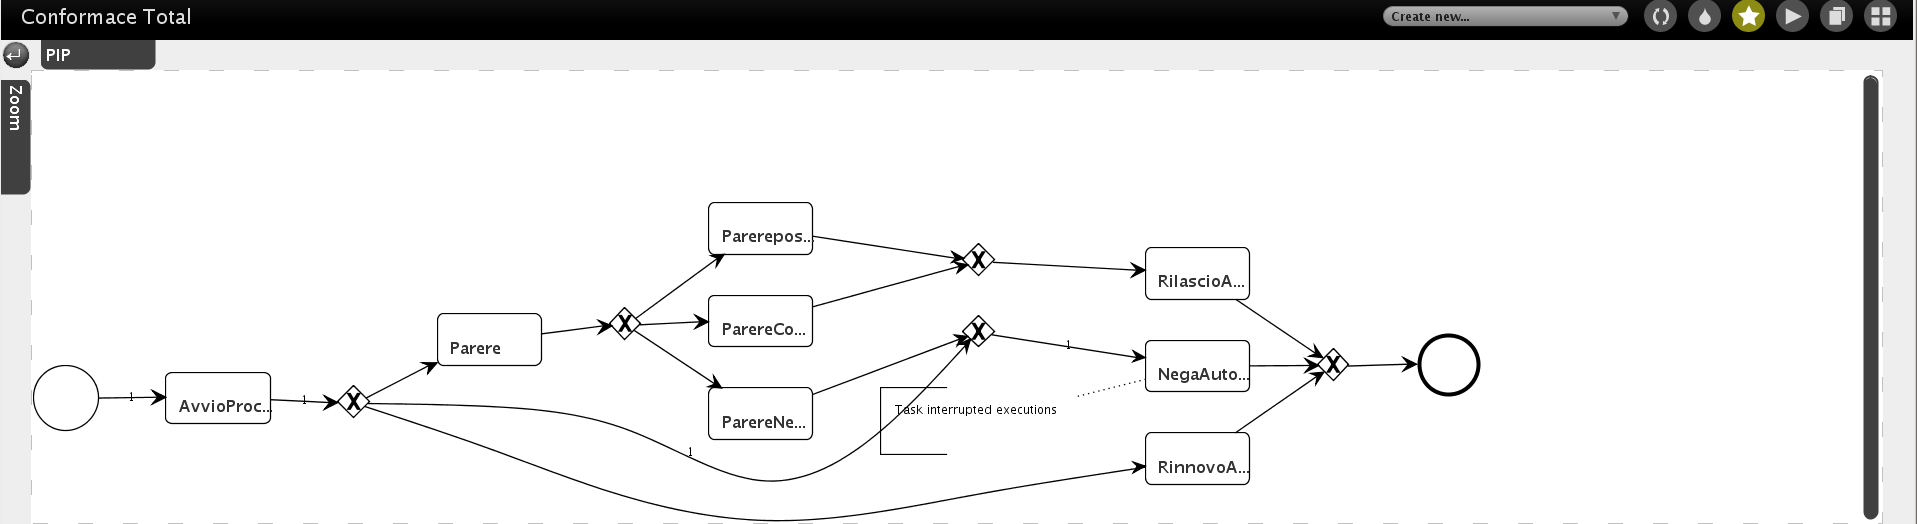 Conformace Total
Create new...
PIP
Zoom
Parerepos...
X
RilascioA...
ParereCo...
X
X
Parere
1
NegaAuto...
X
1
AvvioProc...
1
X
Task interrupted executions
ParereNe...
1
RinnovoA...